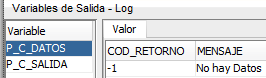 Variables de Salida - Log
Variable
P_C_DATOS
P_C_SALIDA
Valor
COD_RETORNO MENSAJE
-1 No hay Datos